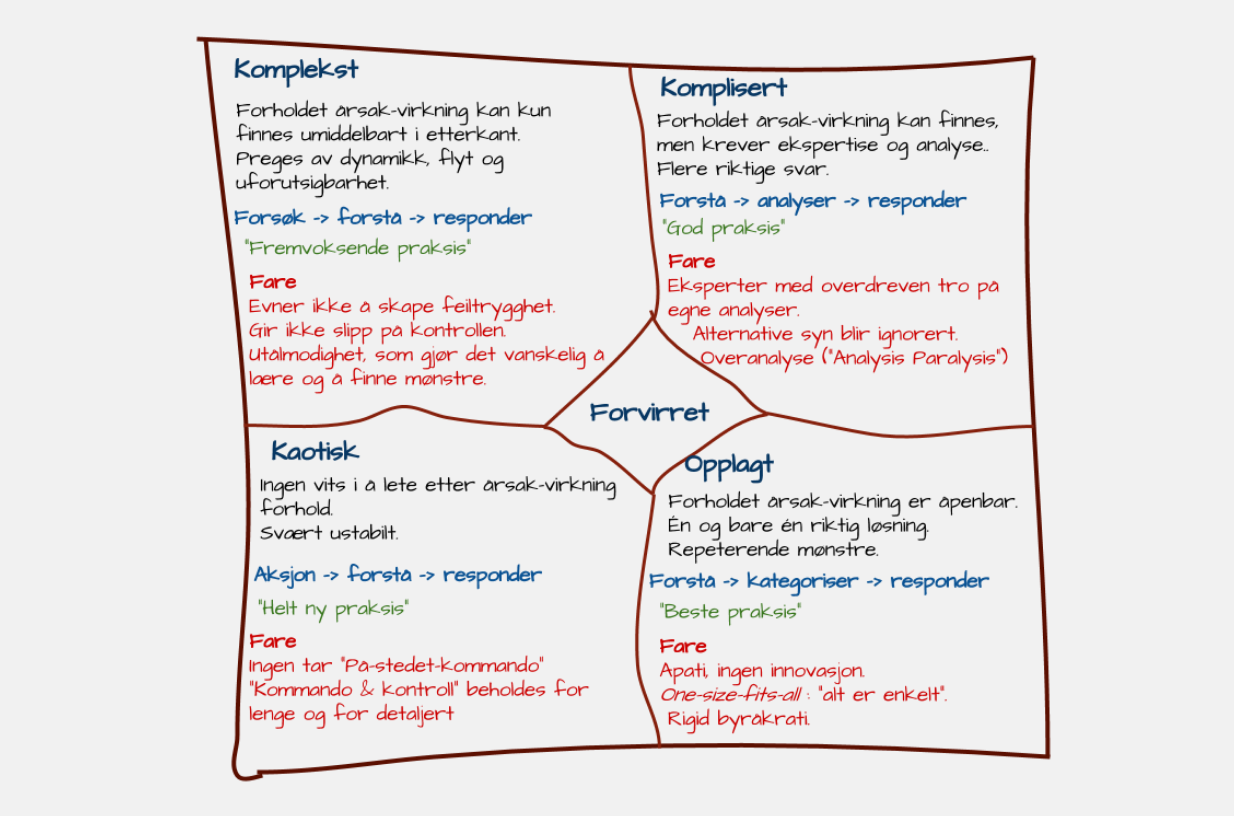 Komplekst
Forholdet årsak-virkning kan kun
finnes umiddelbart i etterkant.
Preges av dynamikk, flyt og
uforutsigbarhet.
Forsøk -> forstå -> responder
"Fremvoksende praksis"
Fare
Evner ikke å skape feiltrygghet.
Gir ikke slipp på kontrollen.
Utålmodighet, som gjør det vanskelig å
lære og å finne mønstre.
Komplisert
Forholdet årsak-virkning kan finnes,
men krever ekspertise og analyse..
Flere riktige svar.
Forstå -> analyser -> responder
"God praksis"
Fare
Eksperter med overdreven tro på
egne analyser.
Alternative syn blir ignorert.
Overanalyse ("Analysis Paralysis")
Forvirret
Kaotisk
Ingen vits i å lete etter årsak-virkning
forhold.
Svært ustabilt.
Aksjon -> forstå -> responder
"Helt ny praksis"
Fare
Ingen tar "På-stedet-kommando"
"Kommando & kontroll" beholdes for
lenge og for detaljert
Opplagt
Forholdet årsak-virkning er åpenbar.
Én og bare én riktig løsning.
Repeterende mønstre.
Forstå -> kategoriser -> responder
"Beste praksis"
Fare
Apati, ingen innovasjon.
One-size-fits-all : "alt er enkelt".
Rigid byråkrati.